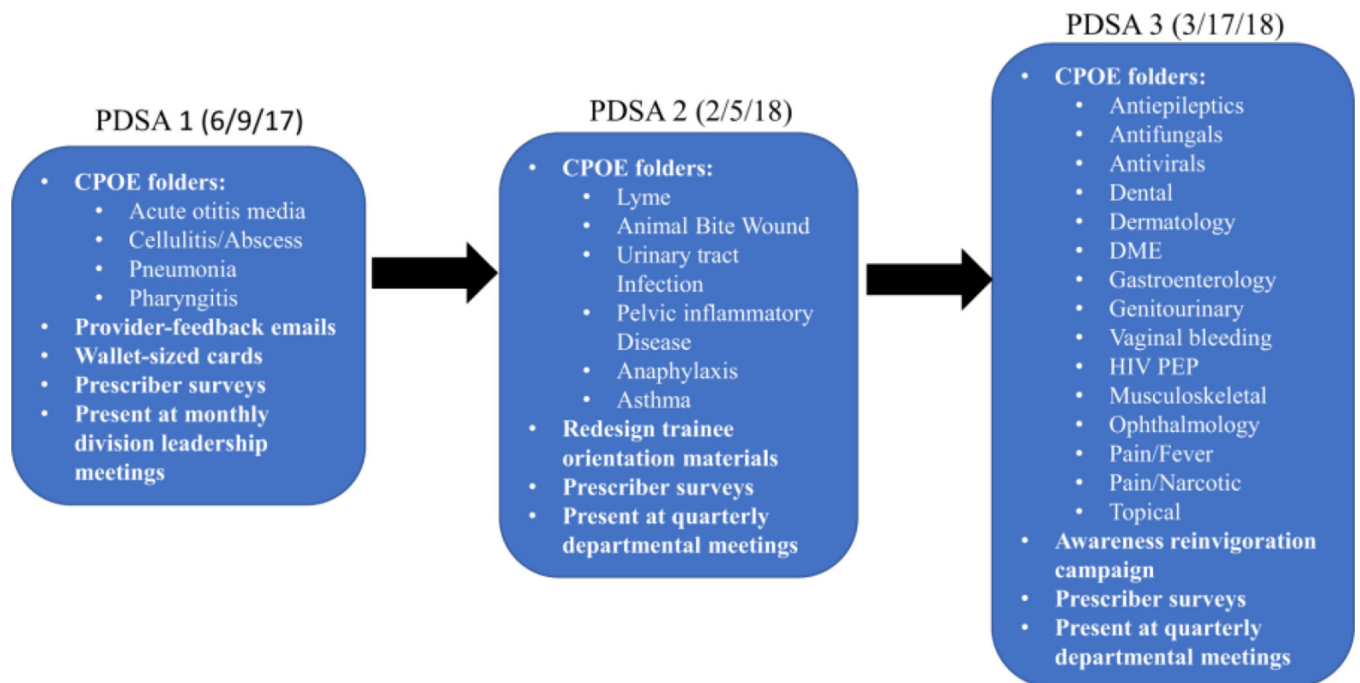 PDSA 1 (6/9/17)
• CPOE folders:
• Acute otitis media
• Cellulitis/Abscess
• Pneumonia
• Pharyngitis
• Provider-feedback emails
• Wallet-sized cards
• Prescriber surveys
• Present at monthly
division leadership
meetings
PDSA 2 (2/5/18)
• CPOE folders:
• Lyme
• Animal Bite Wound
• Urinary tract
Infection
• Pelvic inflammatory
Disease
• Anaphylaxis
• Asthma
• Redesign trainee
orientation materials
• Prescriber surveys
• Present at quarterly
departmental meetings
PDSA 3 (3/17/18)
• CPOE folders:
• Antiepileptics
• Antifungals
• Antivirals
• Dental
• Dermatology
• DME
• Gastroenterology
• Genitourinary
• Vaginal bleeding
• HIV PEP
• Musculoskeletal
• Ophthalmology
• Pain/Fever
• Pain/Narcotic
• Topical
• Awareness reinvigoration
campaign
• Prescriber surveys
• Present at quarterly
departmental meetings